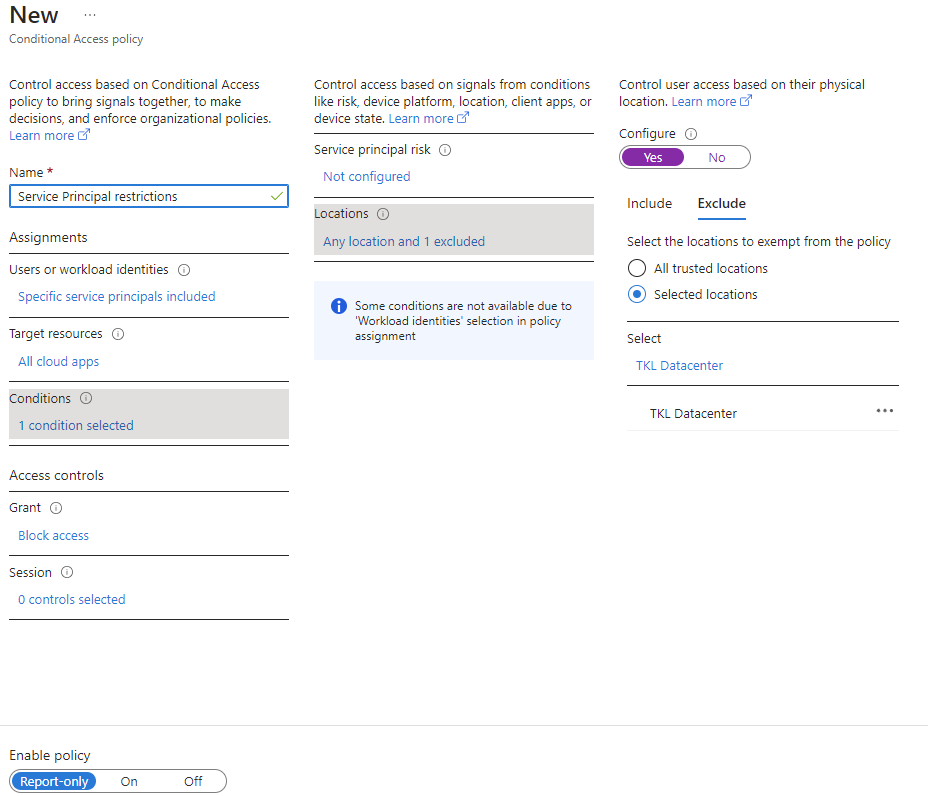 New ...
Conditional Access policy
Control access based on Conditional Access
policy to bring signals together, to make
decisions, and enforce organizational policies.
Learn more
Name *
Service Principal restrictions
Assignments
Users or workload identities
Specific service principals included
Target resources
All cloud apps
Conditions
1 condition selected
Access controls
Grant
Block access
Session
0 controls selected
Control access based on signals from conditions
like risk, device platform, location, client apps, or
device state. Learn more
Service principal risk
Not configured
Locations
Any location and 1 excluded
Some conditions are not available due to
'Workload identities' selection in policy
assignment
Control user access based on their physical
location. Learn more
Configure
Yes No
Include Exclude
Select the locations to exempt from the policy
All trusted locations
Selected locations
Select
TKL Datacenter
TKL Datacenter
Enable policy
Report-only On Off